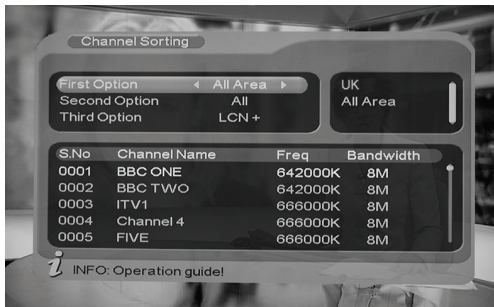 Channel Sorting
First Option All Area
Second Option All
Third Option LCN +
UK
All Area
S.No Channel Name Freq Bandwidth
0001 BBC ONE 642000K 8M
0002 BBC TWO 642000K 8M
0003 ITV1 666000K 8M
0004 Channel 4 666000K 8M
0005 FIVE 666000K 8M
i INFO: Operation guide!